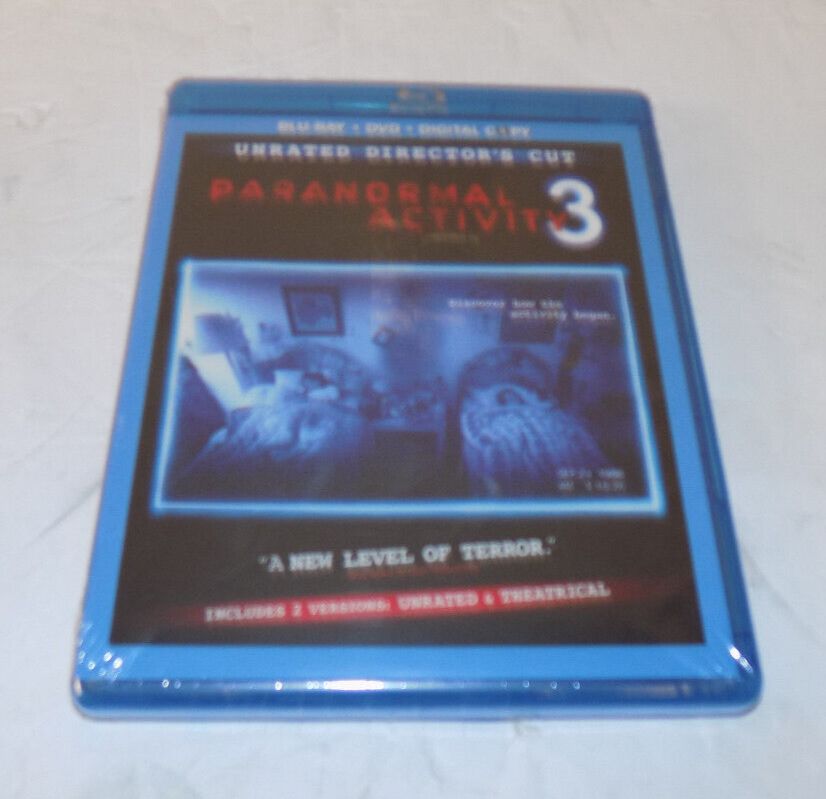 BLU-RAY + DVD + DIGITAL COPY
UNRATED DIRECTOR'S CUT
PARANORMAL
ACTIVITY 3
Discover how the
activity began.
"A NEW LEVEL OF TERROR."
INCLUDES 2 VERSIONS: UNRATED & THEATRICAL